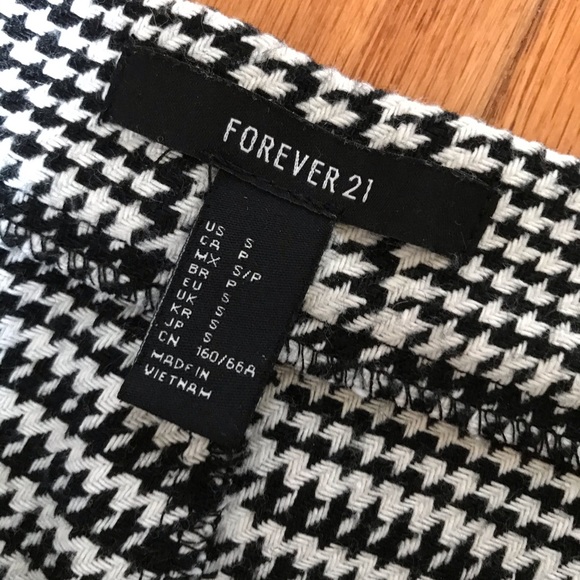 FOREVER 21
US S
CA P
MX S/P
BR P
EU S
UK S
KR S
JP S
CN 160/66A
MADE IN
VIETNAM